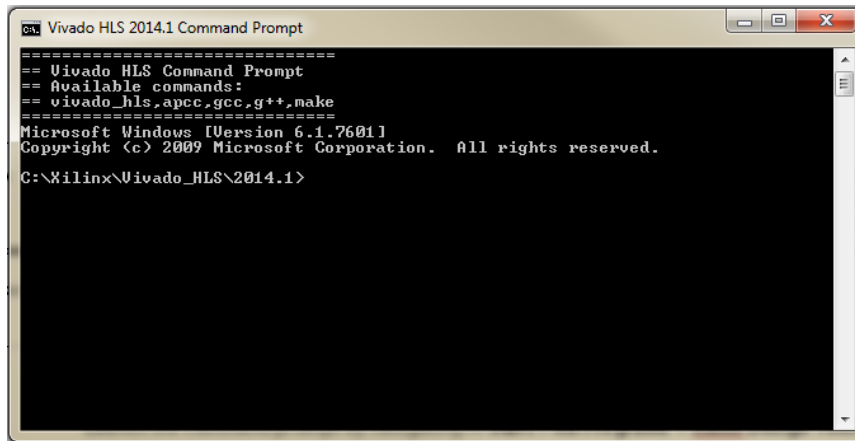 Vivado HLS 2014.1 Command Prompt
===============================
== Vivado HLS Command Prompt
== Available commands:
== vivado_hls,apcc,gcc,g++,make
===============================
Microsoft Windows [Version 6.1.7601]
Copyright (c) 2009 Microsoft Corporation.  All rights reserved.
C:\Xilinx\Vivado_HLS\2014.1>